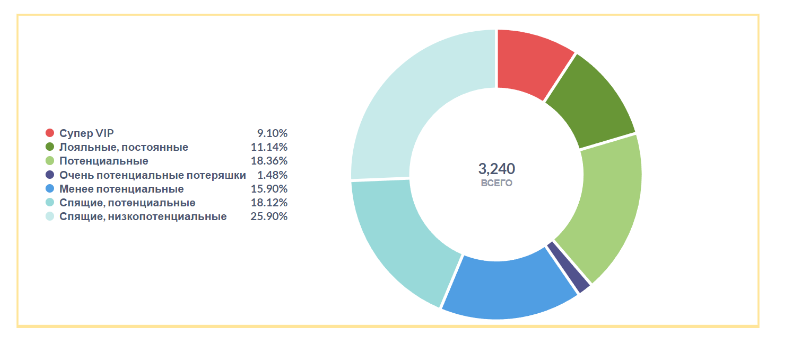 Супер VIP 9.10%
Лояльные, постоянные 11.14%
Потенциальные 18.36%
Очень потенциальные потеряшки 1.48%
Менее потенциальные 15.90%
Спящие, потенциальные 18.12%
Спящие, низкопотенциальные 25.90%
3,240
ВСЕГО